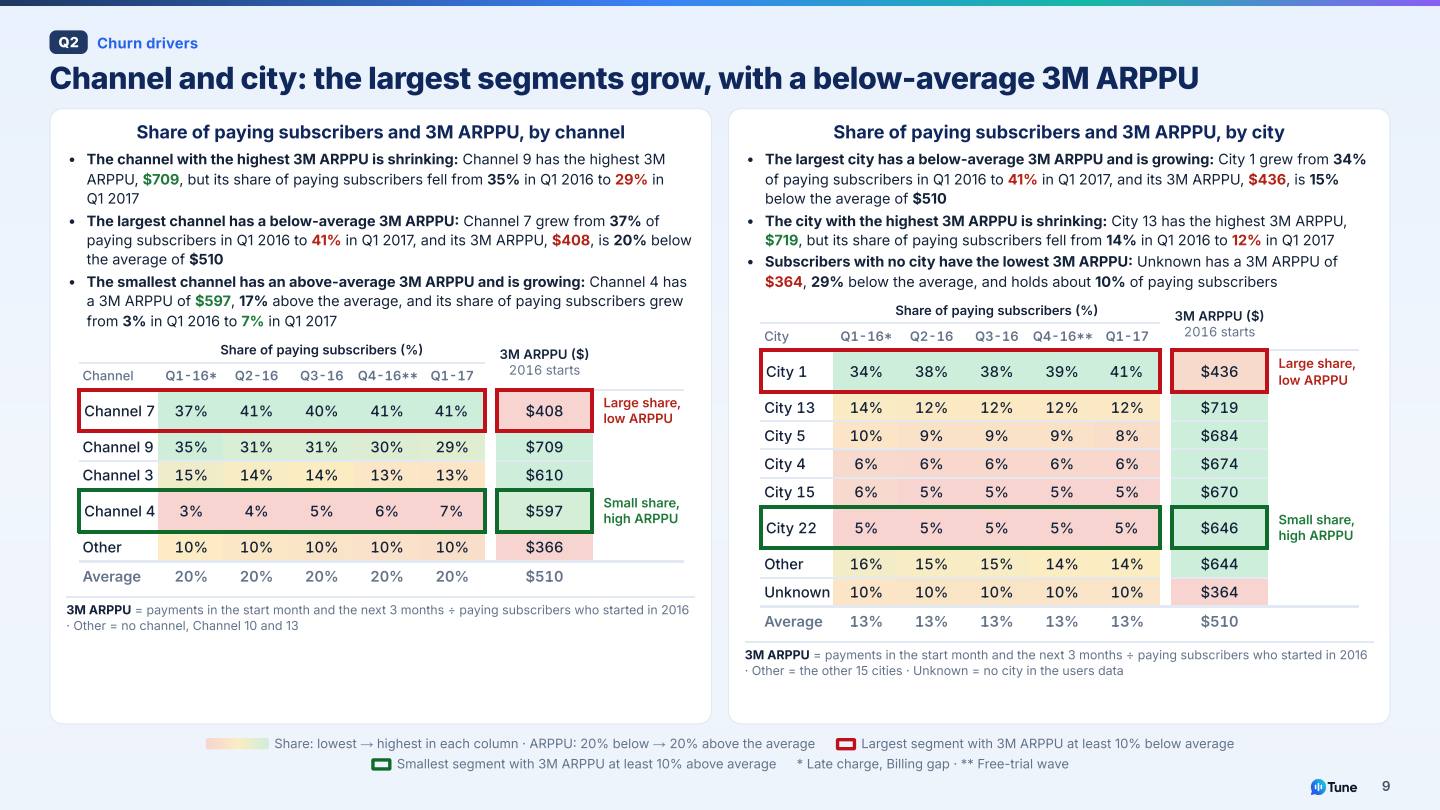 Q2 Churn drivers
Channel and city: the largest segments grow, with a below-average 3M ARPPU
Share of paying subscribers and 3M ARPPU, by channel
• The channel with the highest 3M ARPPU is shrinking: Channel 9 has the highest 3M
ARPPU, $709, but its share of paying subscribers fell from 35% in Q1 2016 to 29% in
Q1 2017
• The largest channel has a below-average 3M ARPPU: Channel 7 grew from 37% of
paying subscribers in Q1 2016 to 41% in Q1 2017, and its 3M ARPPU, $408, is 20% below
the average of $510
• The smallest channel has an above-average 3M ARPPU and is growing: Channel 4 has
a 3M ARPPU of $597, 17% above the average, and its share of paying subscribers grew
from 3% in Q1 2016 to 7% in Q1 2017
Share of paying subscribers (%)
3M ARPPU ($)
2016 starts
Channel Q1-16* Q2-16 Q3-16 Q4-16** Q1-17
Channel 7 37% 41% 40% 41% 41% $408
Large share,
low ARPPU
Channel 9 35% 31% 31% 30% 29% $709
Channel 3 15% 14% 14% 13% 13% $610
Channel 4 3% 4% 5% 6% 7% $597
Small share,
high ARPPU
Other 10% 10% 10% 10% 10% $366
Average 20% 20% 20% 20% 20% $510
3M ARPPU = payments in the start month and the next 3 months ÷ paying subscribers who started in 2016
· Other = no channel, Channel 10 and 13
Share of paying subscribers and 3M ARPPU, by city
• The largest city has a below-average 3M ARPPU and is growing: City 1 grew from 34%
of paying subscribers in Q1 2016 to 41% in Q1 2017, and its 3M ARPPU, $436, is 15%
below the average of $510
• The city with the highest 3M ARPPU is shrinking: City 13 has the highest 3M ARPPU,
$719, but its share of paying subscribers fell from 14% in Q1 2016 to 12% in Q1 2017
• Subscribers with no city have the lowest 3M ARPPU: Unknown has a 3M ARPPU of
$364, 29% below the average, and holds about 10% of paying subscribers
Share of paying subscribers (%)
3M ARPPU ($)
2016 starts
City Q1-16* Q2-16 Q3-16 Q4-16** Q1-17
City 1 34% 38% 38% 39% 41% $436
Large share,
low ARPPU
City 13 14% 12% 12% 12% 12% $719
City 5 10% 9% 9% 9% 8% $684
City 4 6% 6% 6% 6% 6% $674
City 15 6% 5% 5% 5% 5% $670
City 22 5% 5% 5% 5% 5% $646
Small share,
high ARPPU
Other 16% 15% 15% 14% 14% $644
Unknown 10% 10% 10% 10% 10% $364
Average 13% 13% 13% 13% 13% $510
3M ARPPU = payments in the start month and the next 3 months ÷ paying subscribers who started in 2016
· Other = the other 15 cities · Unknown = no city in the users data
Share: lowest → highest in each column · ARPPU: 20% below → 20% above the average Largest segment with 3M ARPPU at least 10% below average
Smallest segment with 3M ARPPU at least 10% above average * Late charge, Billing gap · ** Free-trial wave
Tune 9